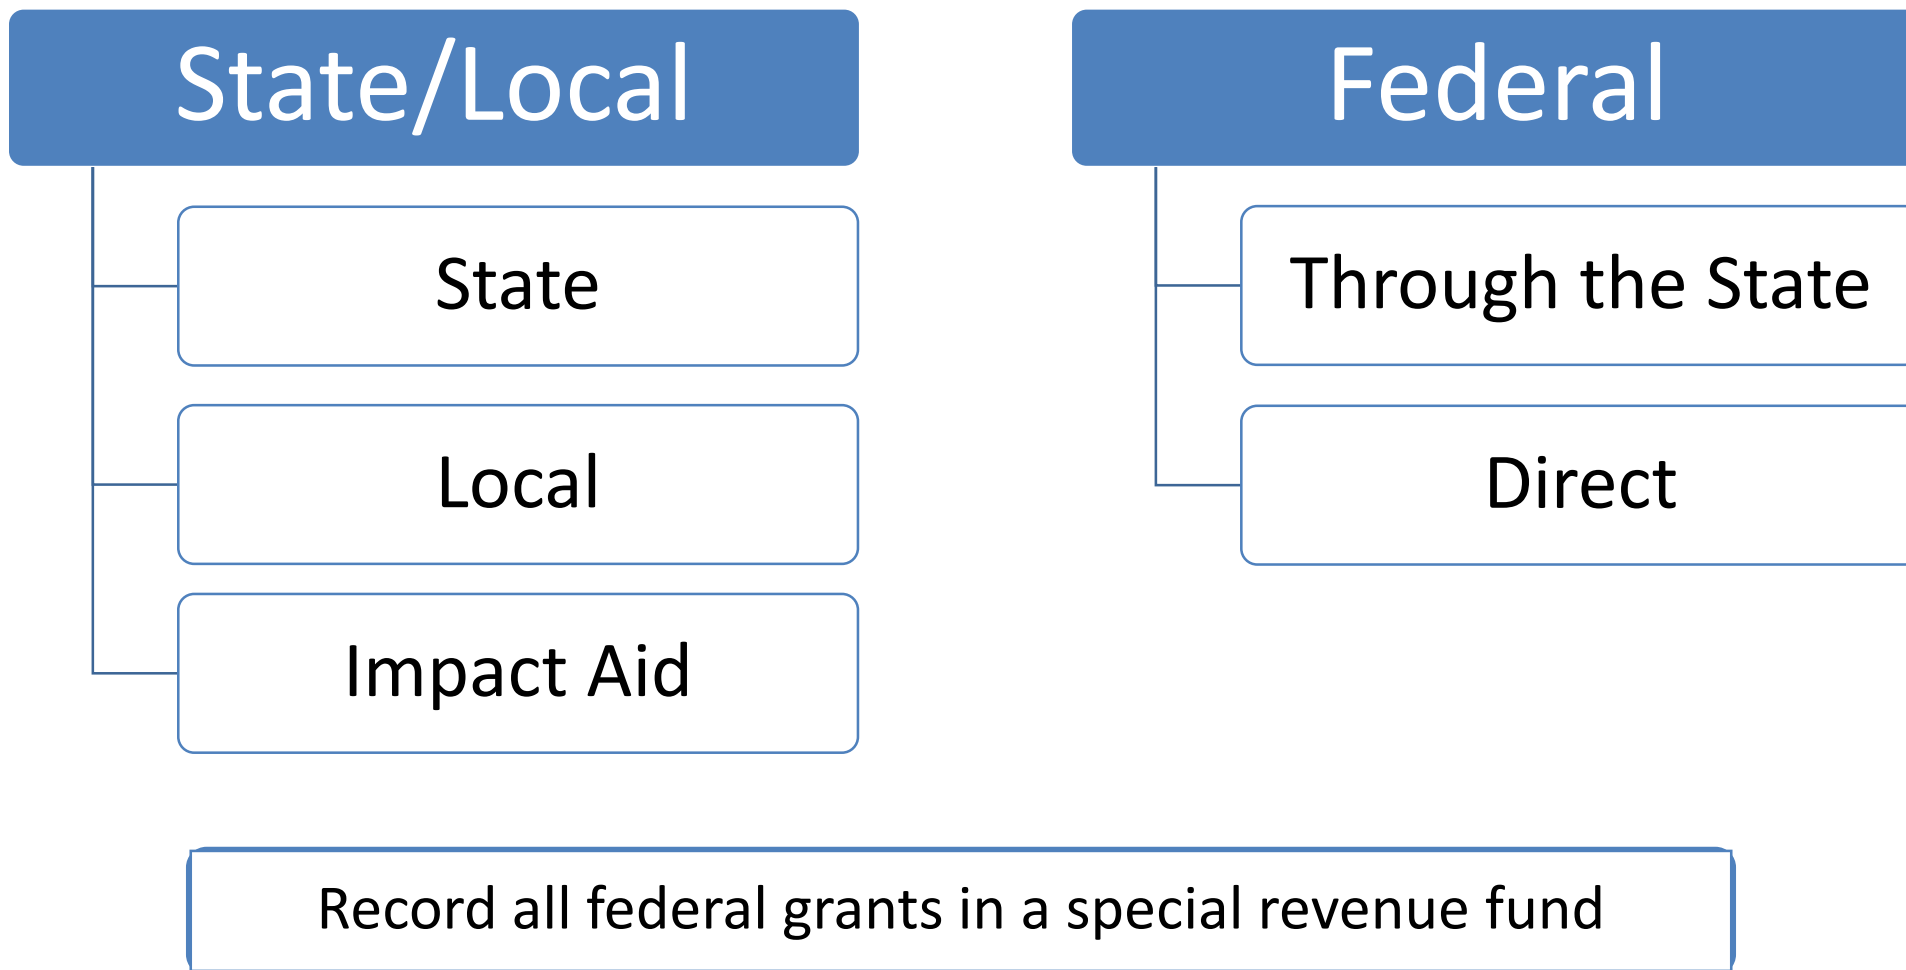 State/Local
State
Local
Impact Aid
Federal
Through the State
Direct
Record all federal grants in a special revenue fund